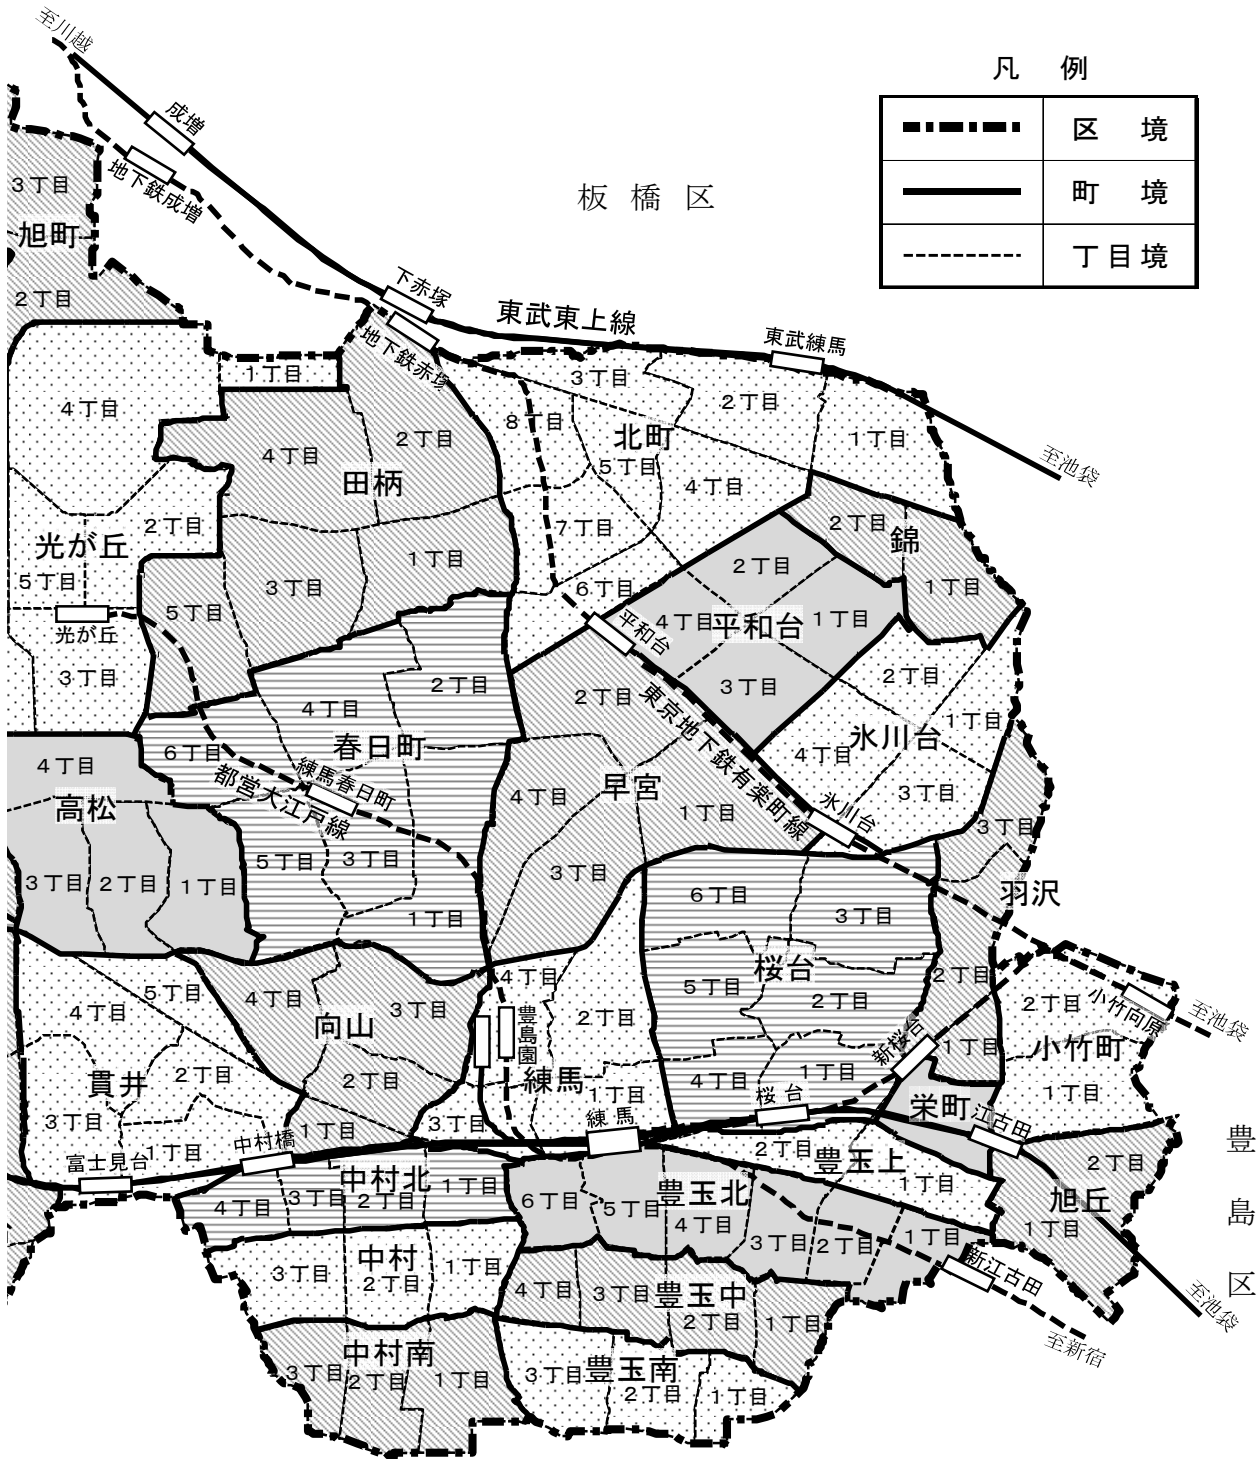 至川越
成増
地下鉄成増
凡 例
区 境
町 境
丁目境
板橋区
3丁目
旭町
2丁目
下赤塚
地下鉄赤塚
東武東上線
東武練馬
至池袋
1丁目
4丁目
2丁目
光が丘
5丁目
光が丘
3丁目
4丁目
2丁目
田柄
1丁目
3丁目
5丁目
3丁目
2丁目
1丁目
8丁目
北町
5丁目
4丁目
7丁目
6丁目
2丁目
錦
1丁目
2丁目
4丁目
平和台
1丁目
3丁目
平和台
東京地下鉄有楽町線
2丁目
1丁目
氷川台
4丁目
3丁目
氷川台
2丁目
4丁目
春日町
6丁目
練馬春日町
都営大江戸線
5丁目
3丁目
1丁目
2丁目
早宮
4丁目
1丁目
3丁目
4丁目
高松
3丁目
2丁目
1丁目
3丁目
羽沢
2丁目
1丁目
6丁目
3丁目
桜台
5丁目
2丁目
4丁目
1丁目
新桜台
桜台
5丁目
4丁目
貫井
2丁目
3丁目
1丁目
富士見台
中村橋
4丁目
3丁目
向山
2丁目
1丁目
豊島園
4丁目
2丁目
練馬
1丁目
3丁目
練馬
小竹向原
至池袋
2丁目
小竹町
1丁目
栄町
江古田
2丁目
豊玉上
1丁目
2丁目
旭丘
1丁目
豊島区
至池袋
中村北
4丁目
3丁目
2丁目
1丁目
6丁目
5丁目
豊玉北
4丁目
3丁目
2丁目
1丁目
新江古田
至新宿
中村
3丁目
2丁目
1丁目
4丁目
3丁目
豊玉中
2丁目
1丁目
中村南
3丁目
2丁目
1丁目
豊玉南
3丁目
2丁目
1丁目